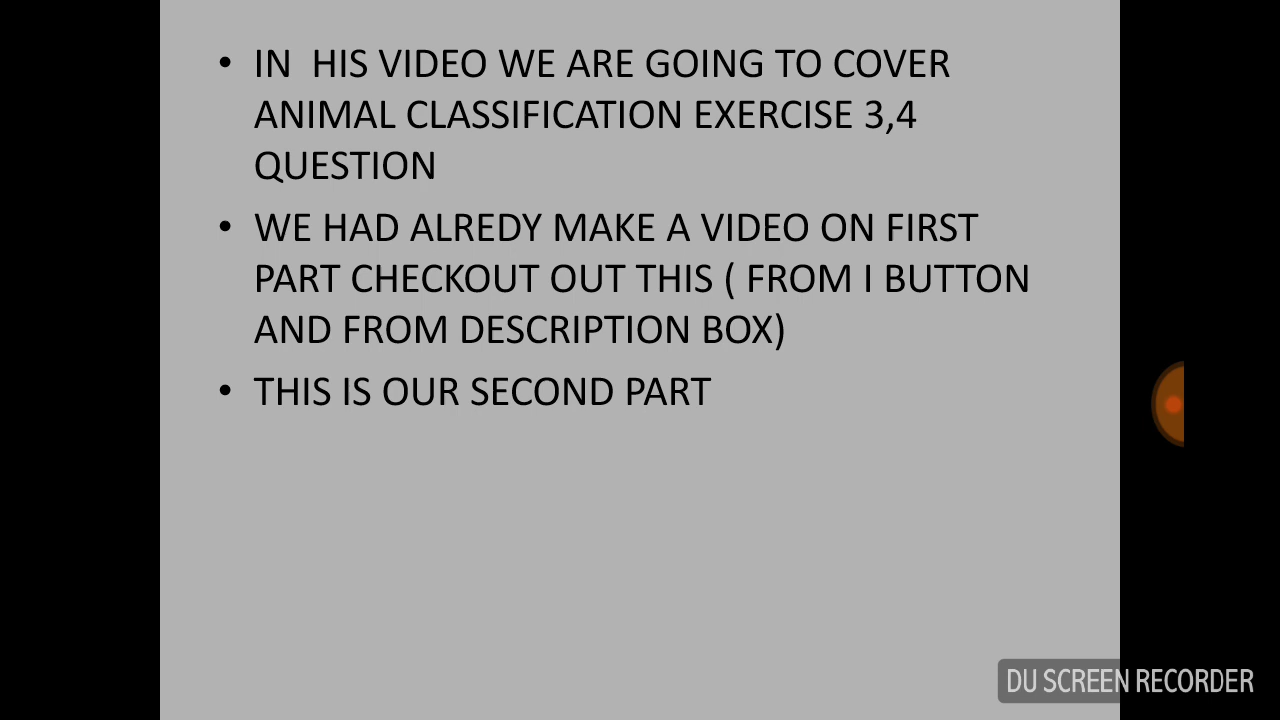 • IN  HIS VIDEO WE ARE GOING TO COVER
ANIMAL CLASSIFICATION EXERCISE 3,4
QUESTION
• WE HAD ALREDY MAKE A VIDEO ON FIRST
PART CHECKOUT OUT THIS ( FROM I BUTTON
AND FROM DESCRIPTION BOX)
• THIS IS OUR SECOND PART
DU SCREEN RECORDER